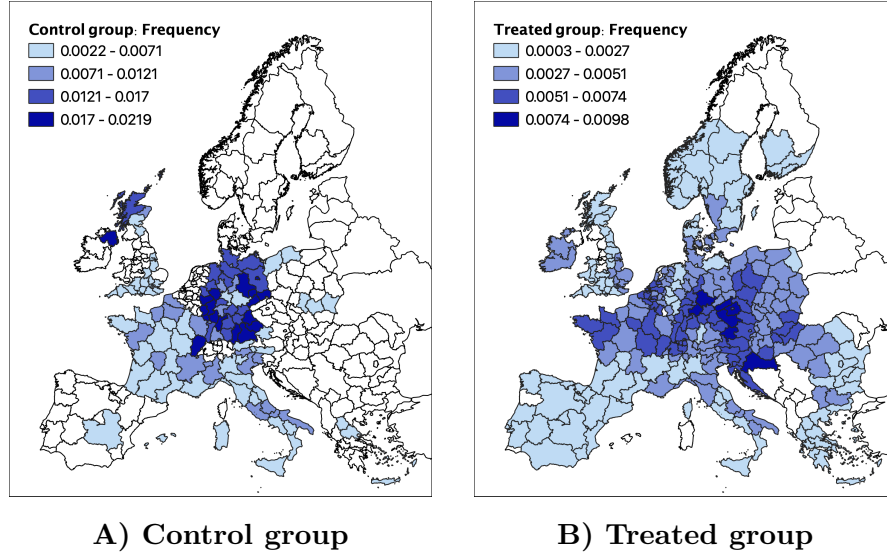 Control group: Frequency
0.0022 – 0.0071
0.0071 – 0.0121
0.0121 – 0.017
0.017 – 0.0219
Treated group: Frequency
0.0003 – 0.0027
0.0027 – 0.0051
0.0051 – 0.0074
0.0074 – 0.0098
A) Control group
B) Treated group